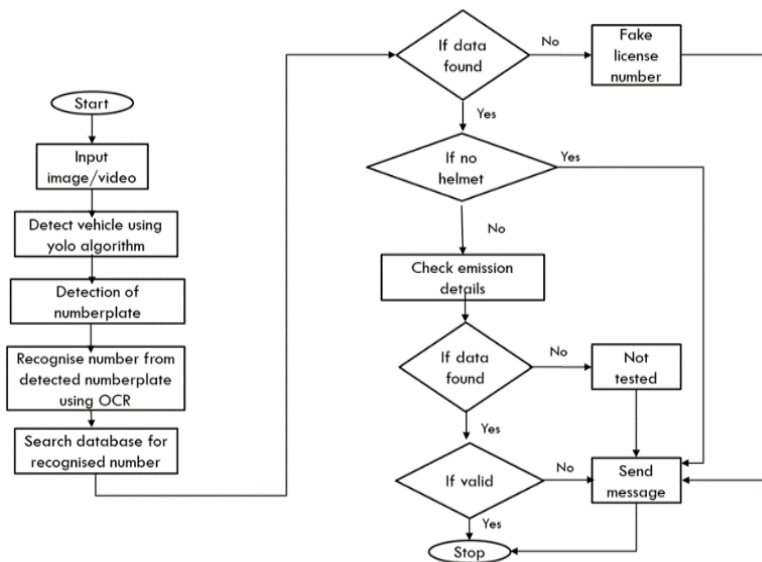 Start
Input
image/video
Detect vehicle using
yolo algorithm
Detection of
numberplate
Recognise number from
detected numberplate
using OCR
Search database for
recognised number
If data
found
No
Fake
license
number
Yes
If no
helmet
Yes
No
Check emission
details
If data
found
No
Not
tested
Yes
If valid
No
Send
message
Yes
Stop